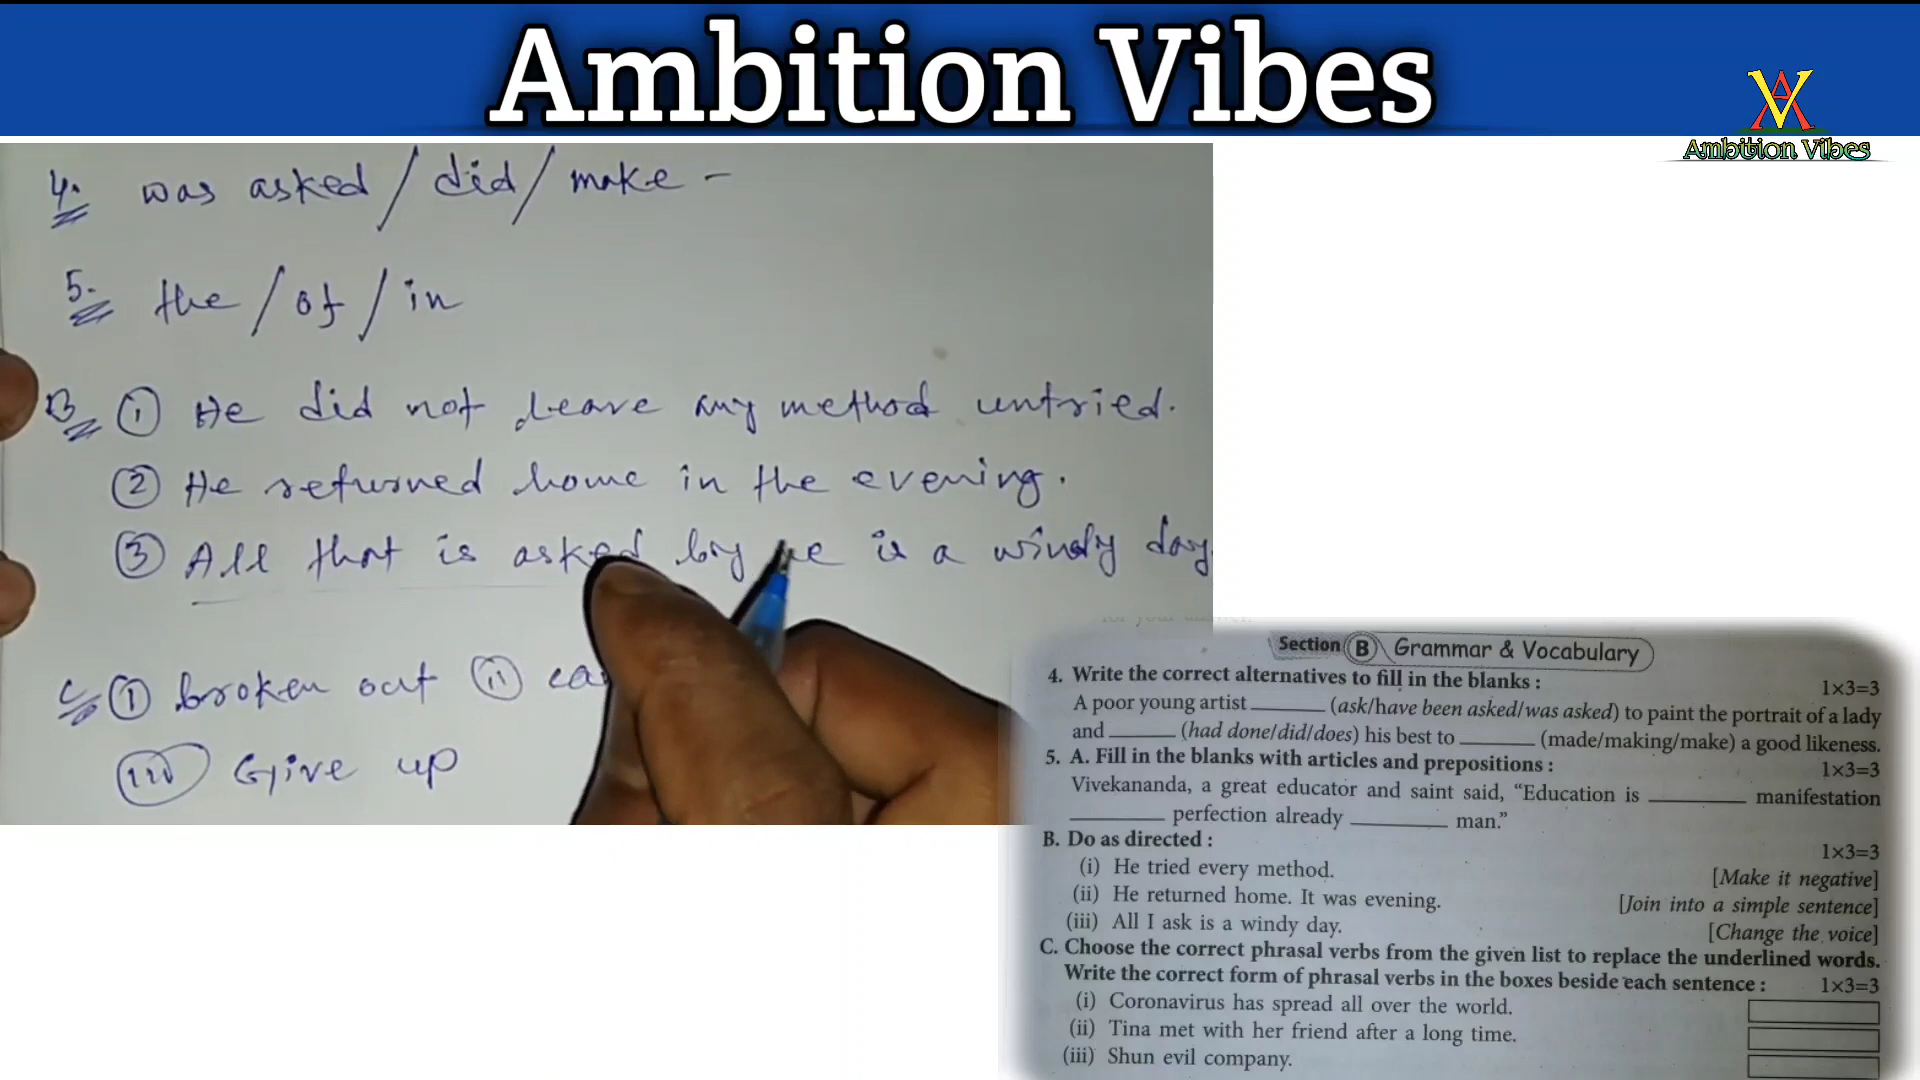 Ambition Vibes
Ambition Vibes
4. was asked / did / make -
5. the / of / in
B (1) He did not leave any method untried.
(2) He returned home in the evening.
(3) All that is asked by me is a windy day.
C (i) broken out (ii)
(iii) Give up
Section B Grammar & Vocabulary
4. Write the correct alternatives to fill in the blanks : 1×3=3
A poor young artist ______ (ask/have been asked/was asked) to paint the portrait of a lady
and ______ (had done/did/does) his best to ______ (made/making/make) a good likeness.
5. A. Fill in the blanks with articles and prepositions : 1×3=3
Vivekananda, a great educator and saint said, “Education is ______ manifestation
______ perfection already ______ man.”
B. Do as directed : 1×3=3
(i) He tried every method. [Make it negative]
(ii) He returned home. It was evening. [Join into a simple sentence]
(iii) All I ask is a windy day. [Change the voice]
C. Choose the correct phrasal verbs from the given list to replace the underlined words.
Write the correct form of phrasal verbs in the boxes beside each sentence : 1×3=3
(i) Coronavirus has spread all over the world.
(ii) Tina met with her friend after a long time.
(iii) Shun evil company.